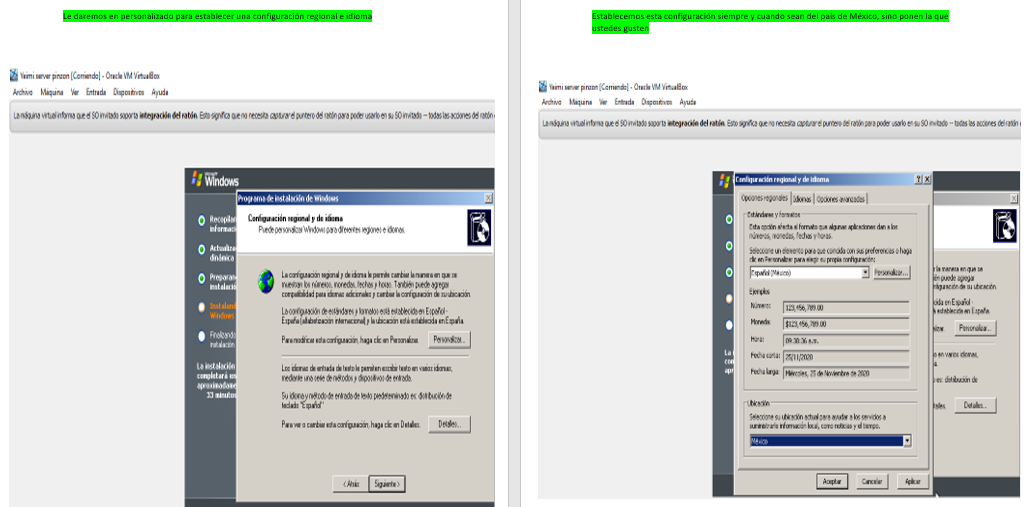 Le daremos en personalizado para establecer una configuración regional e idioma
Yeimi server pinzon [Corriendo] - Oracle VM VirtualBox
Archivo Máquina Ver Entrada Dispositivos Ayuda
La máquina virtual informa que el SO invitado soporta integración del ratón. Esto significa que no necesita capturar el puntero del ratón para poder usarlo en su SO invitado -- todas las acciones del ratón
Windows
Recopilan
informaci
Actualiza
dinámica
Preparan
instalació
Instaland
Windows
Finalizando
instalación
La instalación
completará en
aproximadame
33 minutos
Programa de instalación de Windows
Configuración regional y de idioma
Puede personalizar Windows para diferentes regiones e idiomas.
La configuración regional y de idioma le permite cambiar la manera en que se
muestran los números, monedas, fechas y horas. También puede agregar
compatibilidad para idiomas adicionales y cambiar la configuración de su ubicación.
La configuración de estándares y formatos está establecida en Español -
España (alfabetización internacional) y la ubicación está establecida en España.
Para modificar esta configuración, haga clic en Personalizar.
Personalizar...
Los idiomas de entrada de texto le permiten escribir texto en varios idiomas,
mediante una serie de métodos y dispositivos de entrada.
Su idioma y método de entrada de texto predeterminado es: distribución de
teclado "Español"
Para ver o cambiar esta configuración, haga clic en Detalles.
Detalles...
< Atrás
Siguiente >
Establecemos esta configuración siempre y cuando sean del país de México, sino ponen la que
ustedes gusten
Yeimi server pinzon [Corriendo] - Oracle VM VirtualBox
Archivo Máquina Ver Entrada Dispositivos Ayuda
La máquina virtual informa que el SO invitado soporta integración del ratón. Esto significa que no necesita capturar el puntero del ratón para poder usarlo en su SO invitado -- todas las acciones del ratón
Configuración regional y de idioma
Opciones regionales Idiomas Opciones avanzadas
Estándares y formatos
Esta opción afecta el formato que algunas aplicaciones dan a los
números, monedas, fechas y horas.
Seleccione un elemento para que coincida con sus preferencias o haga
clic en Personalizar para elegir su propia configuración:
Español (México)
Personalizar...
Ejemplos
Número: 123,456,789.00
Moneda: $123,456,789.00
Hora: 09:38:36 a.m.
Fecha corta: 25/11/2020
Fecha larga: Miércoles, 25 de Noviembre de 2020
Ubicación
Seleccione su ubicación actual para ayudar a los servicios a
suministrarle información local, como noticias y el tiempo.
México
Aceptar
Cancelar
Aplicar
la manera en que se
én puede agregar
nfiguración de su ubicación.
cida en Español -
á establecida en España.
Personalizar...
o en varios idiomas,
o es: distribución de
Detalles...